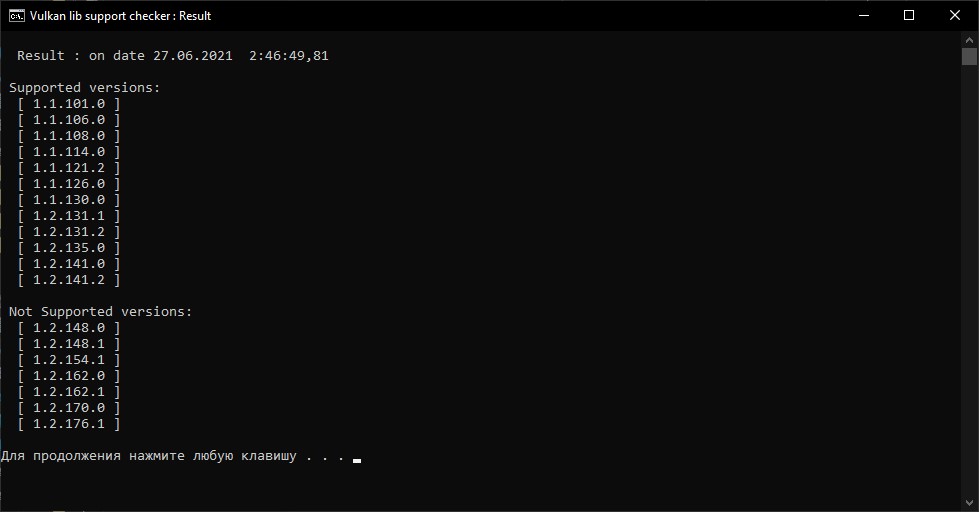 Vulkan lib support checker : Result
Result : on date 27.06.2021  2:46:49,81
Supported versions:
[ 1.1.101.0 ]
[ 1.1.106.0 ]
[ 1.1.108.0 ]
[ 1.1.114.0 ]
[ 1.1.121.2 ]
[ 1.1.126.0 ]
[ 1.1.130.0 ]
[ 1.2.131.1 ]
[ 1.2.131.2 ]
[ 1.2.135.0 ]
[ 1.2.141.0 ]
[ 1.2.141.2 ]
Not Supported versions:
[ 1.2.148.0 ]
[ 1.2.148.1 ]
[ 1.2.154.1 ]
[ 1.2.162.0 ]
[ 1.2.162.1 ]
[ 1.2.170.0 ]
[ 1.2.176.1 ]
Для продолжения нажмите любую клавишу . . .